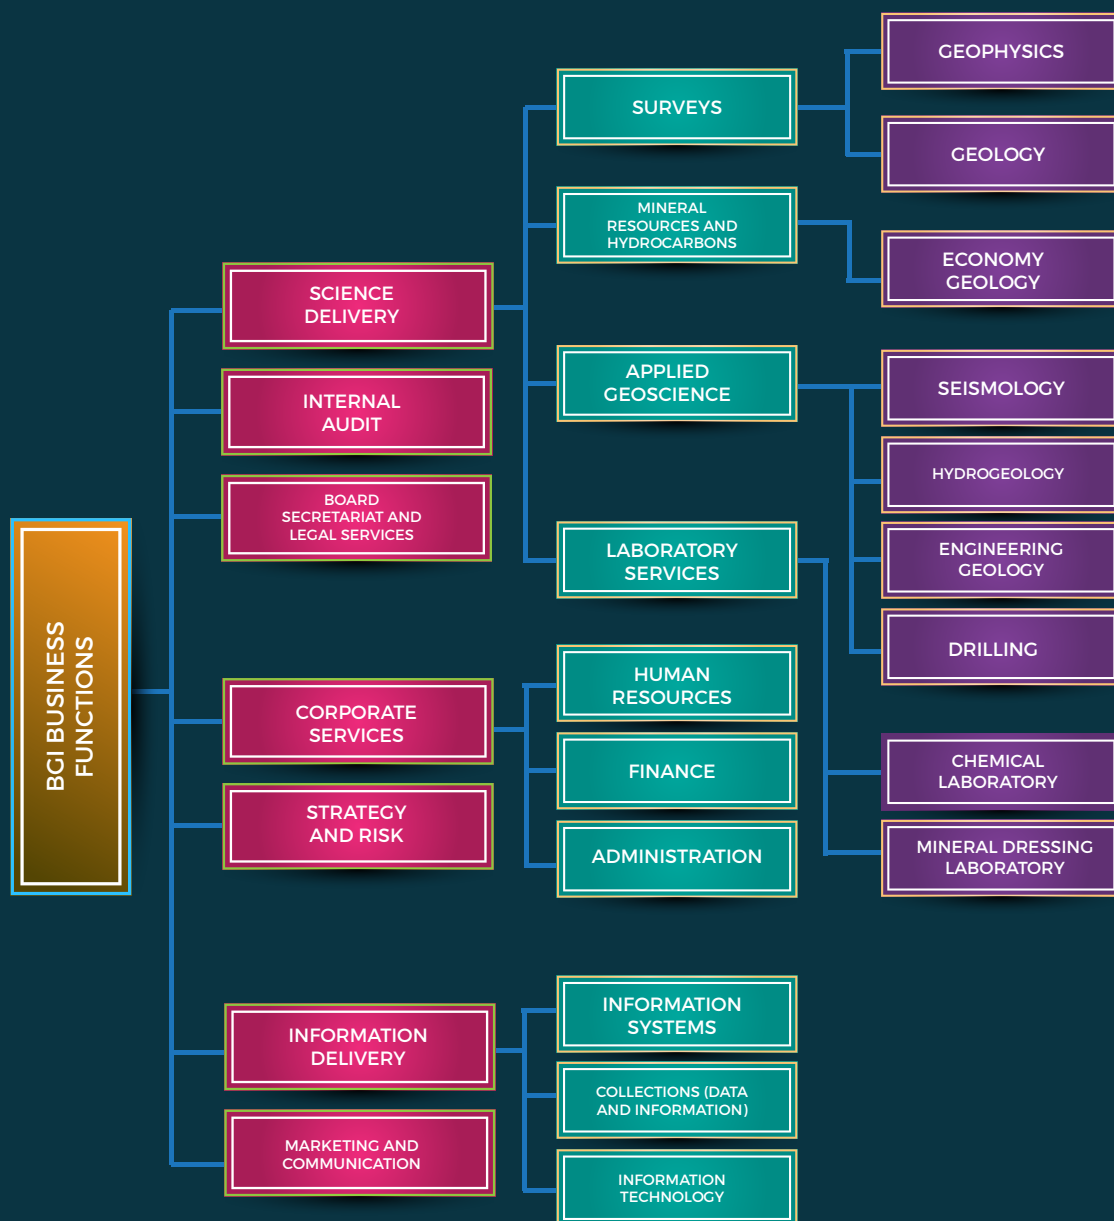 BGI BUSINESS
FUNCTIONS
SCIENCE
DELIVERY
INTERNAL
AUDIT
BOARD
SECRETARIAT AND
LEGAL SERVICES
CORPORATE
SERVICES
STRATEGY
AND RISK
INFORMATION
DELIVERY
MARKETING AND
COMMUNICATION
SURVEYS
MINERAL
RESOURCES AND
HYDROCARBONS
APPLIED
GEOSCIENCE
LABORATORY
SERVICES
HUMAN
RESOURCES
FINANCE
ADMINISTRATION
INFORMATION
SYSTEMS
COLLECTIONS (DATA
AND INFORMATION)
INFORMATION
TECHNOLOGY
GEOPHYSICS
GEOLOGY
ECONOMY
GEOLOGY
SEISMOLOGY
HYDROGEOLOGY
ENGINEERING
GEOLOGY
DRILLING
CHEMICAL
LABORATORY
MINERAL DRESSING
LABORATORY